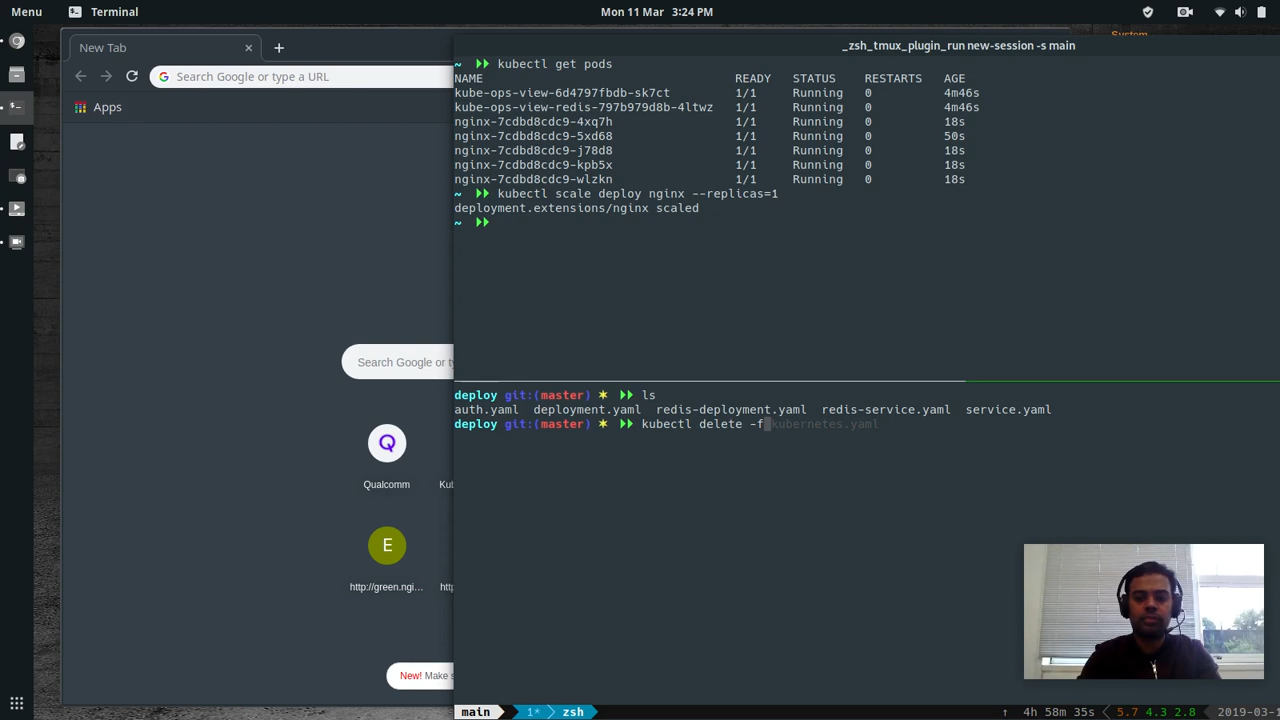 Menu Terminal Mon 11 Mar 3:24 PM
System
New Tab
_zsh_tmux_plugin_run new-session -s main
Search Google or type a URL
Apps
~ kubectl get pods
NAME READY STATUS RESTARTS AGE
kube-ops-view-6d4797fbdb-sk7ct 1/1 Running 0 4m46s
kube-ops-view-redis-797b979d8b-4ltwz 1/1 Running 0 4m46s
nginx-7cdbd8cdc9-4xq7h 1/1 Running 0 18s
nginx-7cdbd8cdc9-5xd68 1/1 Running 0 50s
nginx-7cdbd8cdc9-j78d8 1/1 Running 0 18s
nginx-7cdbd8cdc9-kpb5x 1/1 Running 0 18s
nginx-7cdbd8cdc9-wlzkn 1/1 Running 0 18s
~ kubectl scale deploy nginx --replicas=1
deployment.extensions/nginx scaled
~
Search Google or ty
Q
Qualcomm
Kub
E
http://green.ngi...
http
New! Make s
deploy git:(master) ✶ ls
auth.yaml deployment.yaml redis-deployment.yaml redis-service.yaml service.yaml
deploy git:(master) ✶ kubectl delete -f kubernetes.yaml
main 1* zsh ↑ 4h 58m 35s 5.7 4.3 2.8 2019-03-1